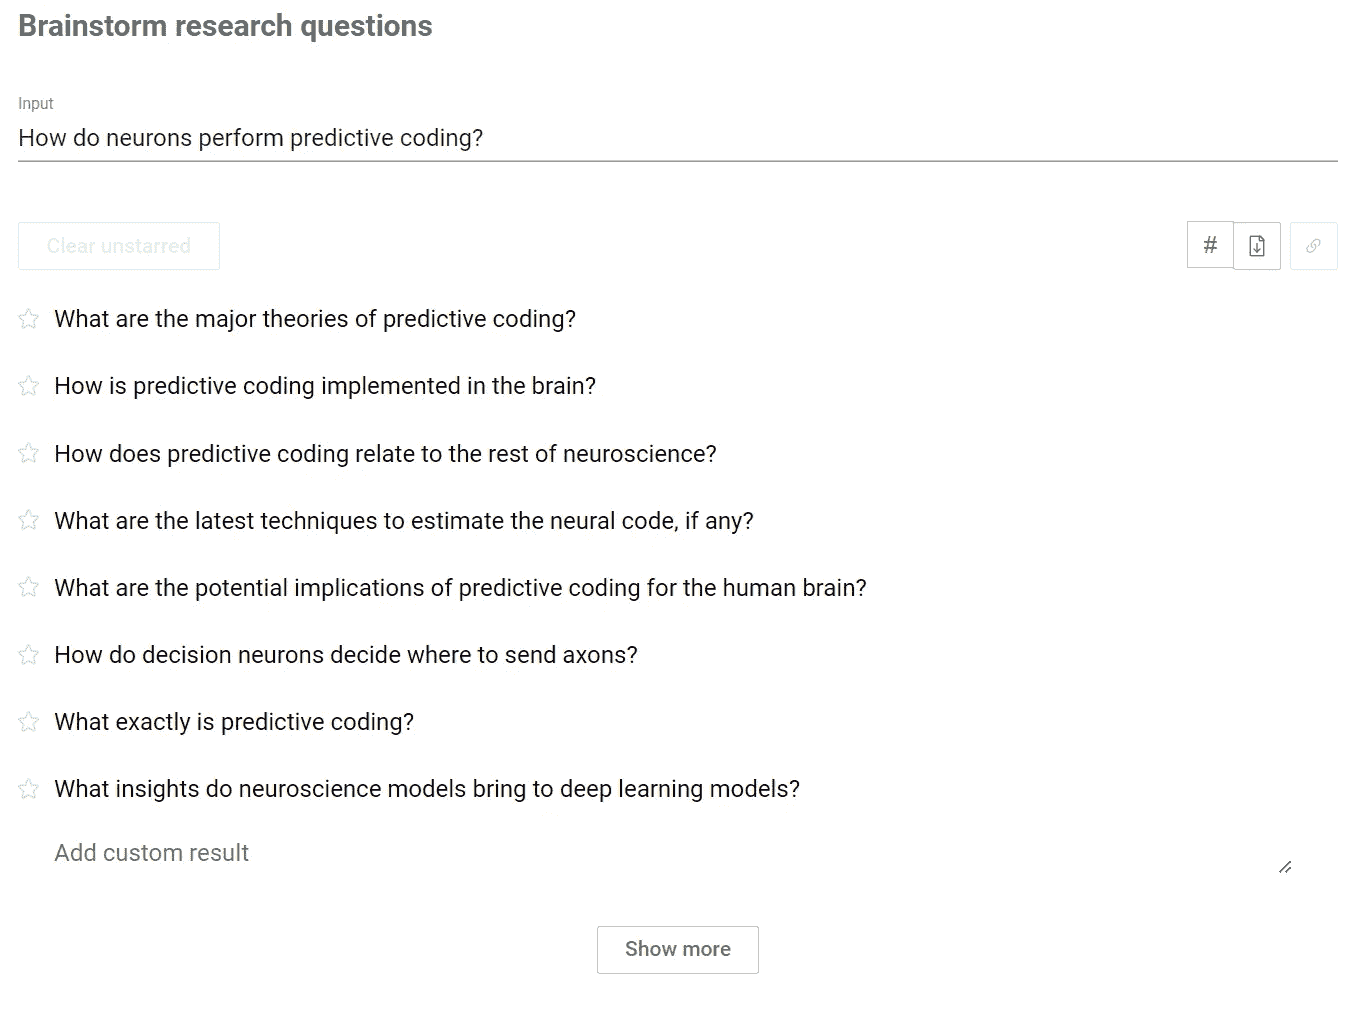 Brainstorm research questions
Input
How do neurons perform predictive coding?
Clear unstarred
#
What are the major theories of predictive coding?
How is predictive coding implemented in the brain?
How does predictive coding relate to the rest of neuroscience?
What are the latest techniques to estimate the neural code, if any?
What are the potential implications of predictive coding for the human brain?
How do decision neurons decide where to send axons?
What exactly is predictive coding?
What insights do neuroscience models bring to deep learning models?
Add custom result
Show more